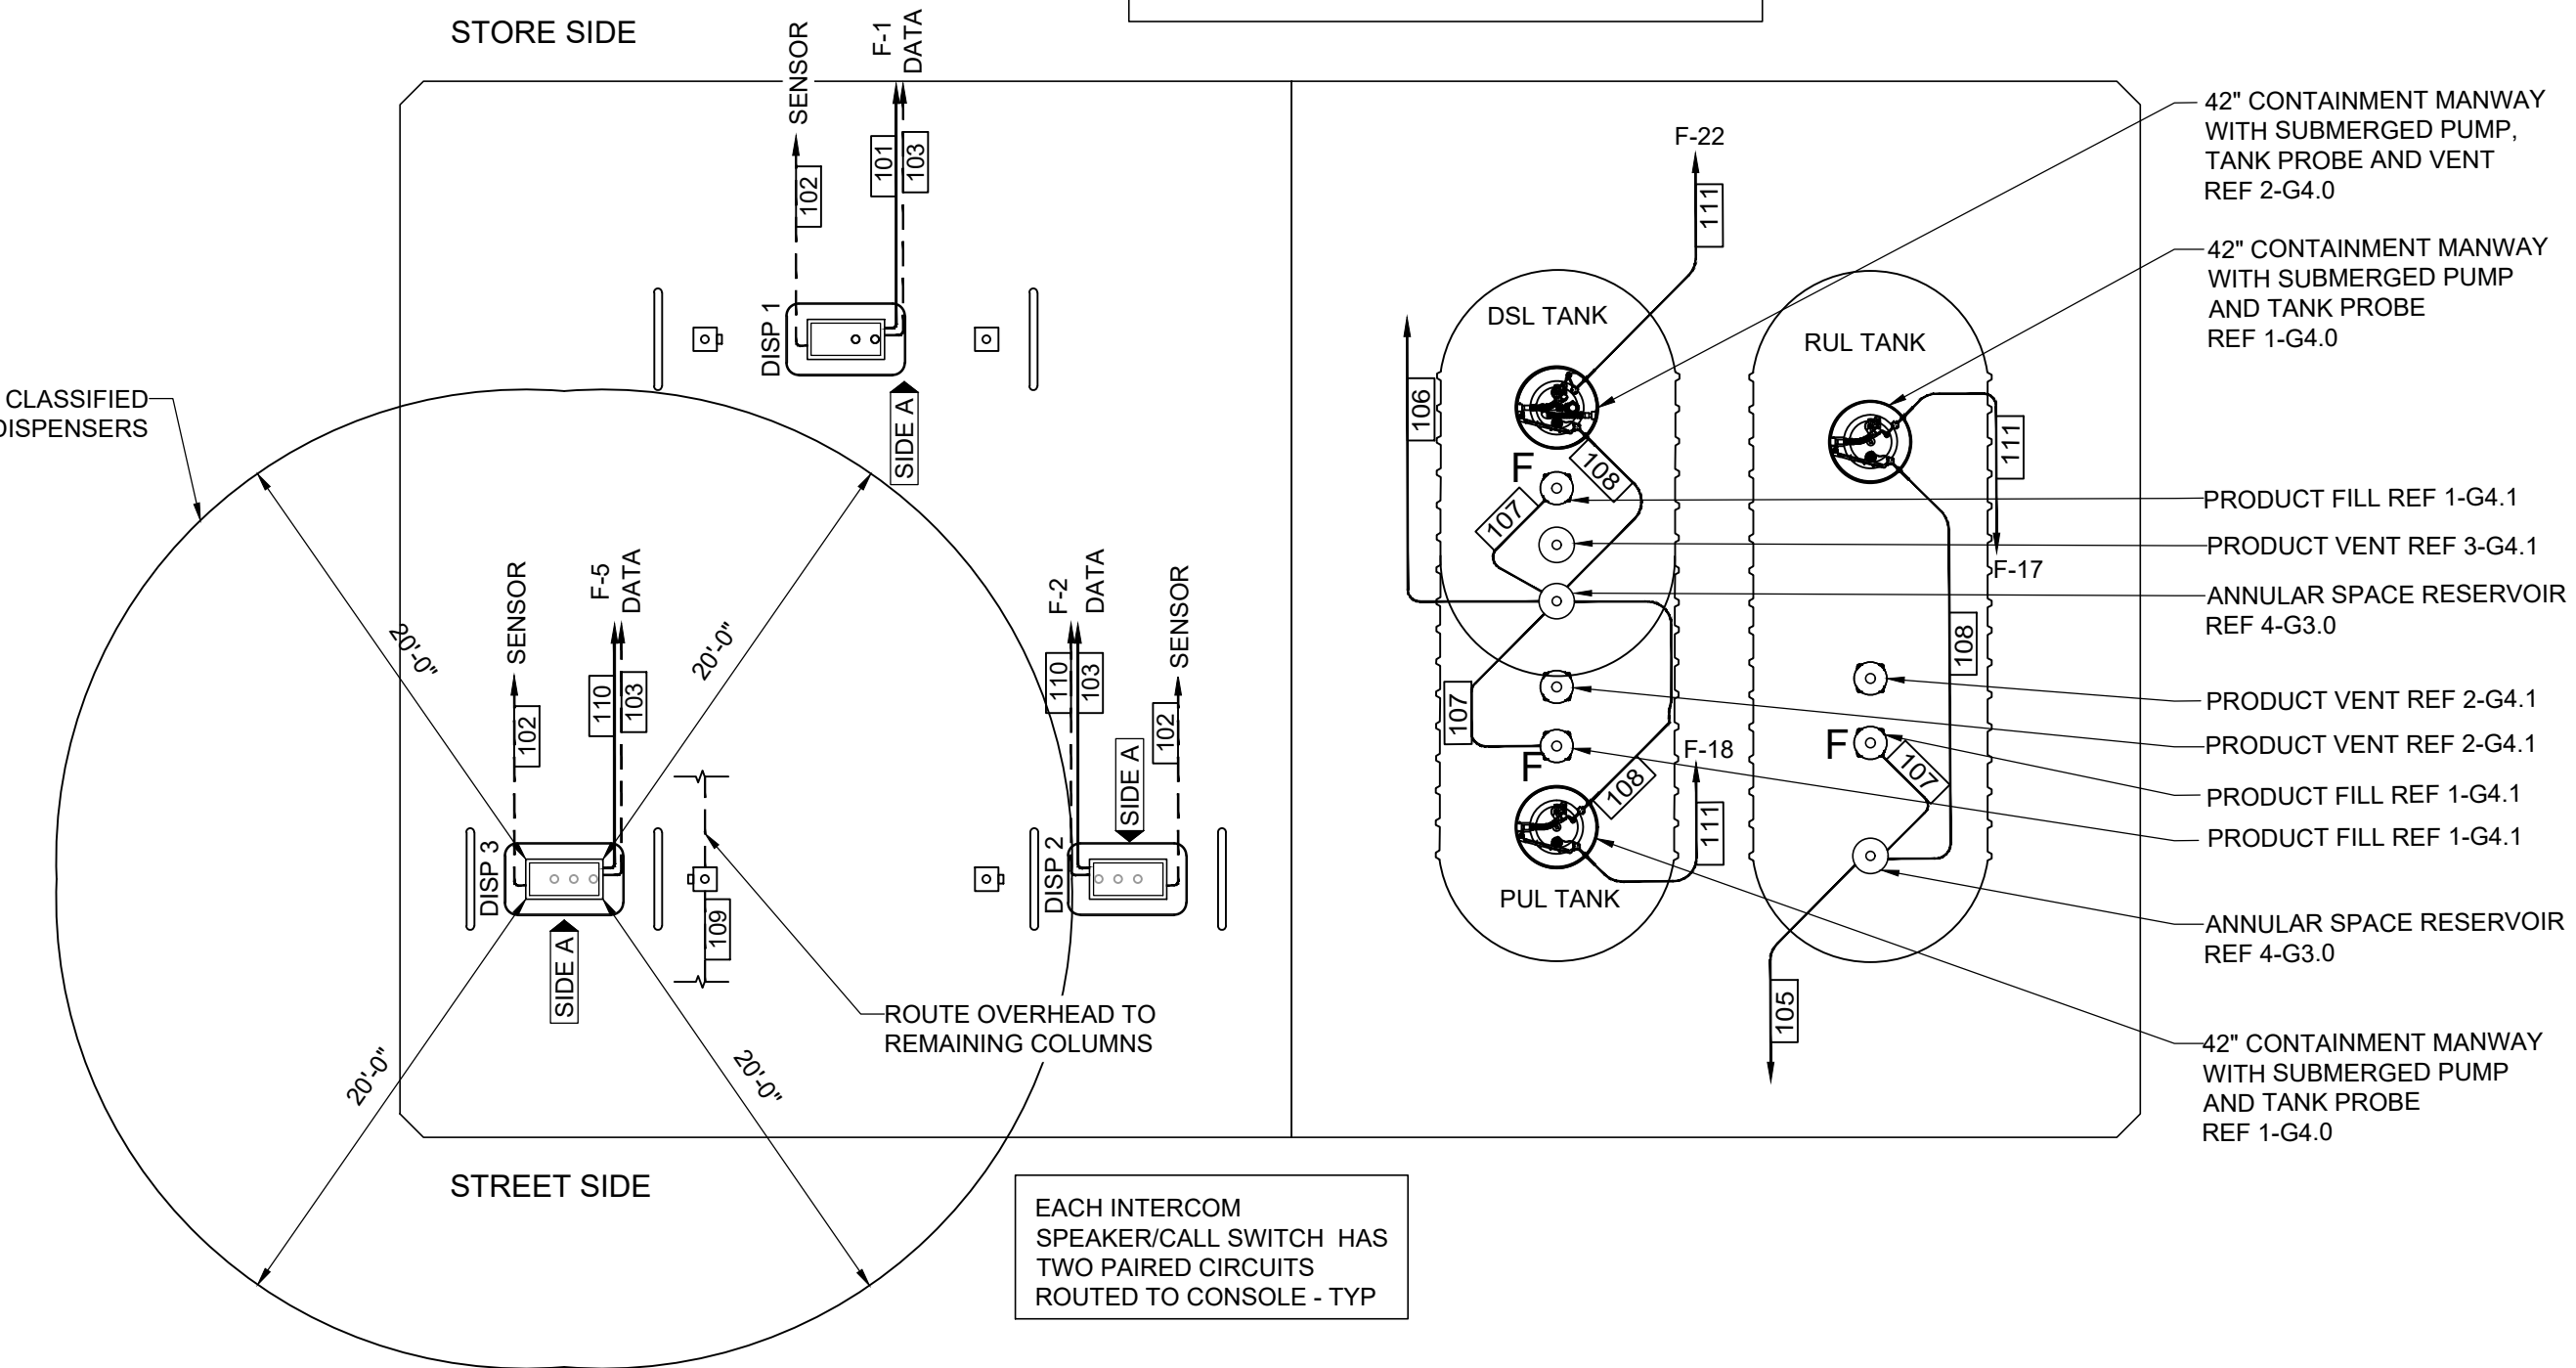 STORE SIDE
SENSOR
F-1
DATA
102
101
103
DISP 1
SIDE A
CLASSIFIED
DISPENSERS
20'-0"
20'-0"
20'-0"
20'-0"
SENSOR
F-5
DATA
102
110
103
DISP 3
SIDE A
109
F-2
DATA
110
103
SIDE A
SENSOR
102
DISP 2
ROUTE OVERHEAD TO
REMAINING COLUMNS
STREET SIDE
EACH INTERCOM
SPEAKER/CALL SWITCH HAS
TWO PAIRED CIRCUITS
ROUTED TO CONSOLE - TYP
F-22
111
DSL TANK
106
F
108
107
107
F
108
F-18
111
PUL TANK
RUL TANK
111
F-17
108
F
107
105
42" CONTAINMENT MANWAY
WITH SUBMERGED PUMP,
TANK PROBE AND VENT
REF 2-G4.0
42" CONTAINMENT MANWAY
WITH SUBMERGED PUMP
AND TANK PROBE
REF 1-G4.0
PRODUCT FILL REF 1-G4.1
PRODUCT VENT REF 3-G4.1
ANNULAR SPACE RESERVOIR
REF 4-G3.0
PRODUCT VENT REF 2-G4.1
PRODUCT VENT REF 2-G4.1
PRODUCT FILL REF 1-G4.1
PRODUCT FILL REF 1-G4.1
ANNULAR SPACE RESERVOIR
REF 4-G3.0
42" CONTAINMENT MANWAY
WITH SUBMERGED PUMP
AND TANK PROBE
REF 1-G4.0